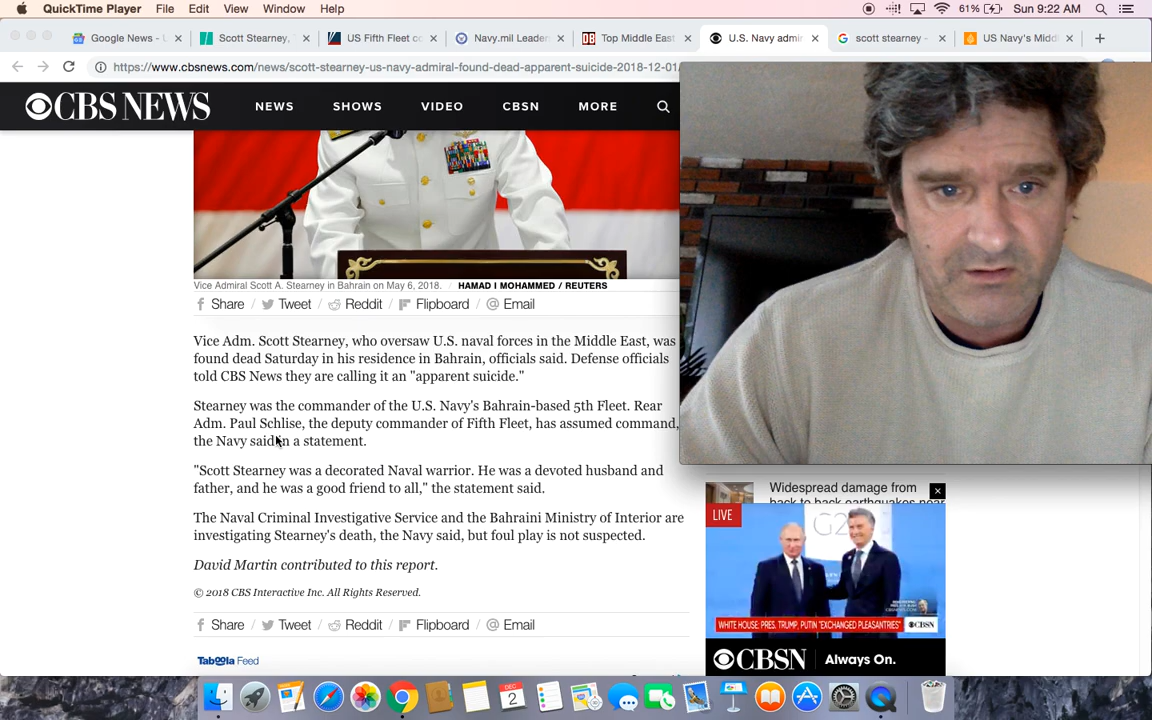 QuickTime Player File Edit View Window Help
61% Sun 9:22 AM
Google News -
Scott Stearney,
US Fifth Fleet co
Navy.mil Leader
Top Middle East
U.S. Navy admir
scott stearney -
US Navy's Midd
https://www.cbsnews.com/news/scott-stearney-us-navy-admiral-found-dead-apparent-suicide-2018-12-01/
CBS NEWS
NEWS SHOWS VIDEO CBSN MORE
Vice Admiral Scott A. Stearney in Bahrain on May 6, 2018. / HAMAD I MOHAMMED / REUTERS
Share / Tweet / Reddit / Flipboard / Email
Vice Adm. Scott Stearney, who oversaw U.S. naval forces in the Middle East, was
found dead Saturday in his residence in Bahrain, officials said. Defense officials
told CBS News they are calling it an "apparent suicide."
Stearney was the commander of the U.S. Navy's Bahrain-based 5th Fleet. Rear
Adm. Paul Schlise, the deputy commander of Fifth Fleet, has assumed command,
the Navy said in a statement.
"Scott Stearney was a decorated Naval warrior. He was a devoted husband and
father, and he was a good friend to all," the statement said.
The Naval Criminal Investigative Service and the Bahraini Ministry of Interior are
investigating Stearney's death, the Navy said, but foul play is not suspected.
David Martin contributed to this report.
© 2018 CBS Interactive Inc. All Rights Reserved.
Share / Tweet / Reddit / Flipboard / Email
Taboola Feed
Widespread damage from
back to back earthquakes near
LIVE
G2
WHITE HOUSE: PRES. TRUMP, PUTIN "EXCHANGED PLEASANTRIES"
CBSN
CBSN Always On.
DEC
2